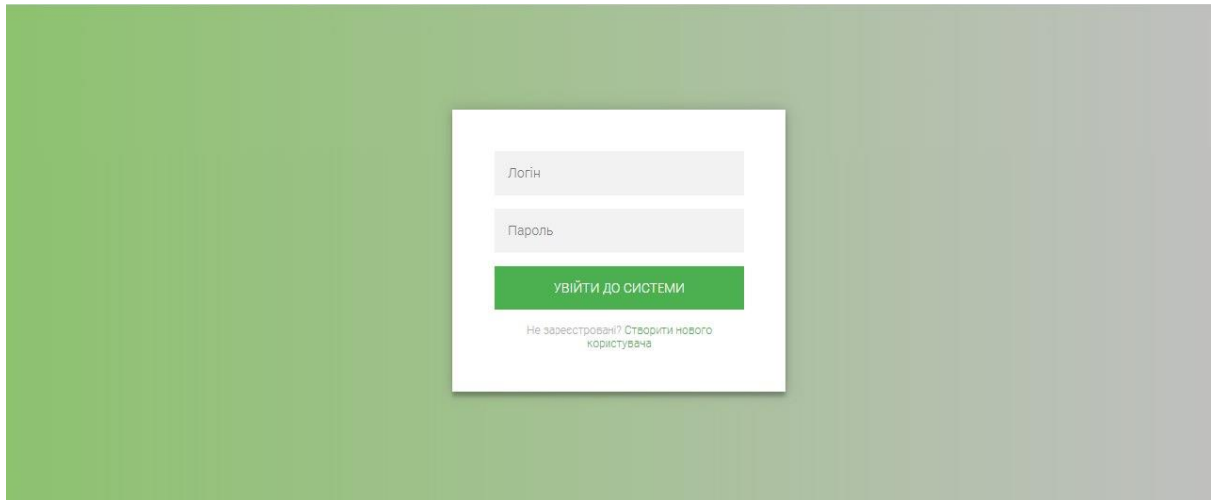 Логін
Пароль
УВІЙТИ ДО СИСТЕМИ
Не зареєстровані? Створити нового
користувача